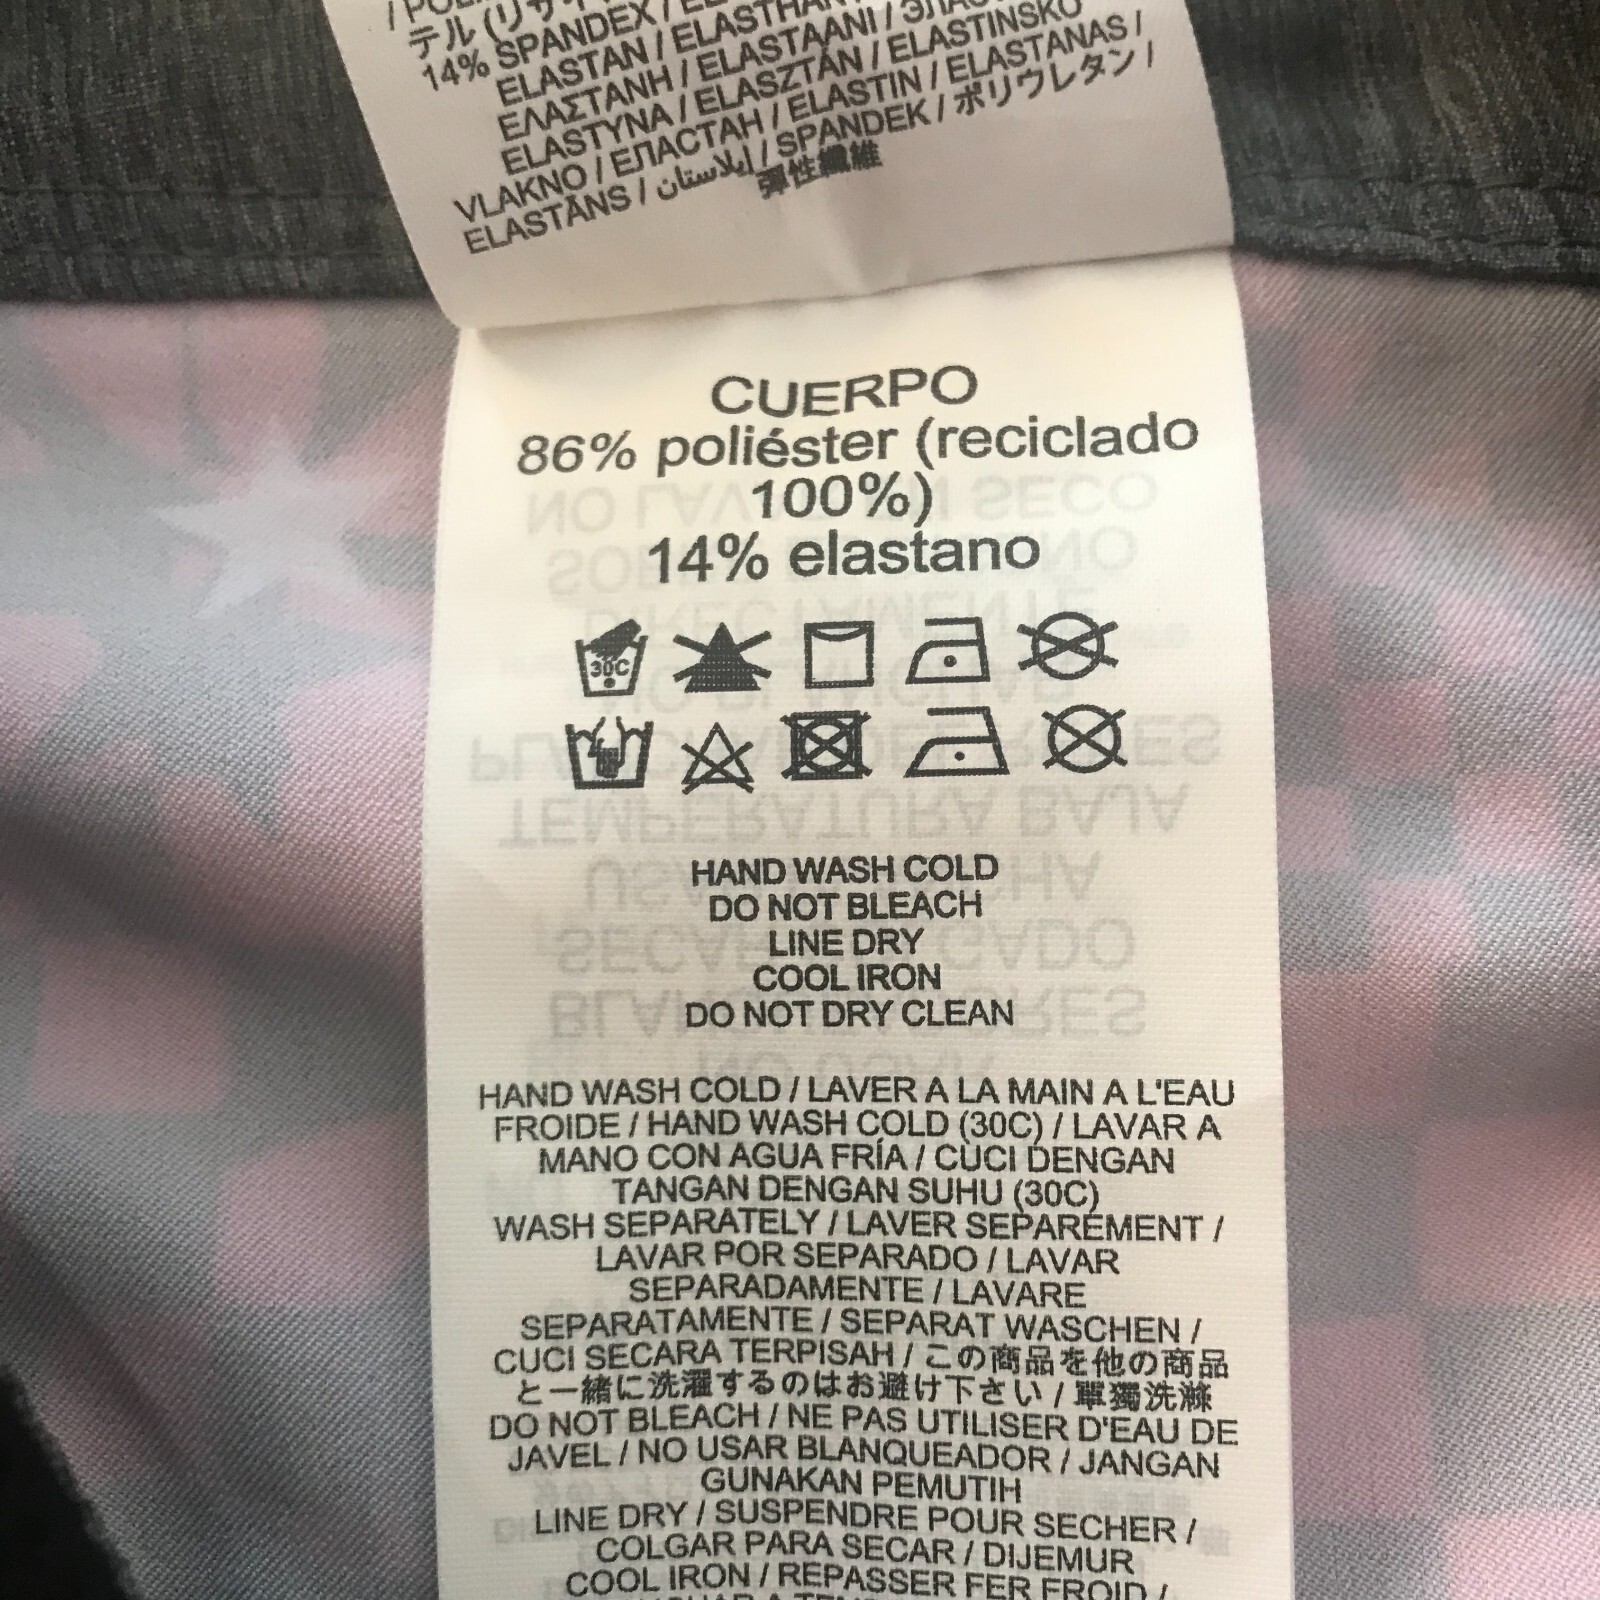 テル (リサイ
14% SPANDEX /
ELASTAN / ELASTHAN
ΕΛΑΣΤΑΝΗ / ELASTAANI /
ELASTYNA / ELASZTÁN / ELASTINSKO
VLAKNO / ЕЛАСТАН / ELASTIN / ELASTANAS /
ELASTĀNS / إيلاستان / SPANDEK / ポリウレタン /
彈性纖維
CUERPO
86% poliéster (reciclado
100%)
14% elastano
30C
HAND WASH COLD
DO NOT BLEACH
LINE DRY
COOL IRON
DO NOT DRY CLEAN
HAND WASH COLD / LAVER A LA MAIN A L'EAU
FROIDE / HAND WASH COLD (30C) / LAVAR A
MANO CON AGUA FRÍA / CUCI DENGAN
TANGAN DENGAN SUHU (30C)
WASH SEPARATELY / LAVER SEPARÉMENT /
LAVAR POR SEPARADO / LAVAR
SEPARADAMENTE / LAVARE
SEPARATAMENTE / SEPARAT WASCHEN /
CUCI SECARA TERPISAH / この商品を他の商品
と一緒に洗濯するのはお避け下さい / 單獨洗滌
DO NOT BLEACH / NE PAS UTILISER D'EAU DE
JAVEL / NO USAR BLANQUEADOR / JANGAN
GUNAKAN PEMUTIH
LINE DRY / SUSPENDRE POUR SECHER /
COLGAR PARA SECAR / DIJEMUR
COOL IRON / REPASSER FER FROID /